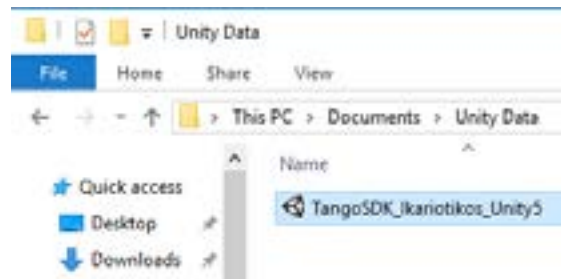 Unity Data
File Home Share View
This PC > Documents > Unity Data
Name
Quick access
TangoSDK_Ikariotikos_Unity5
Desktop
Downloads